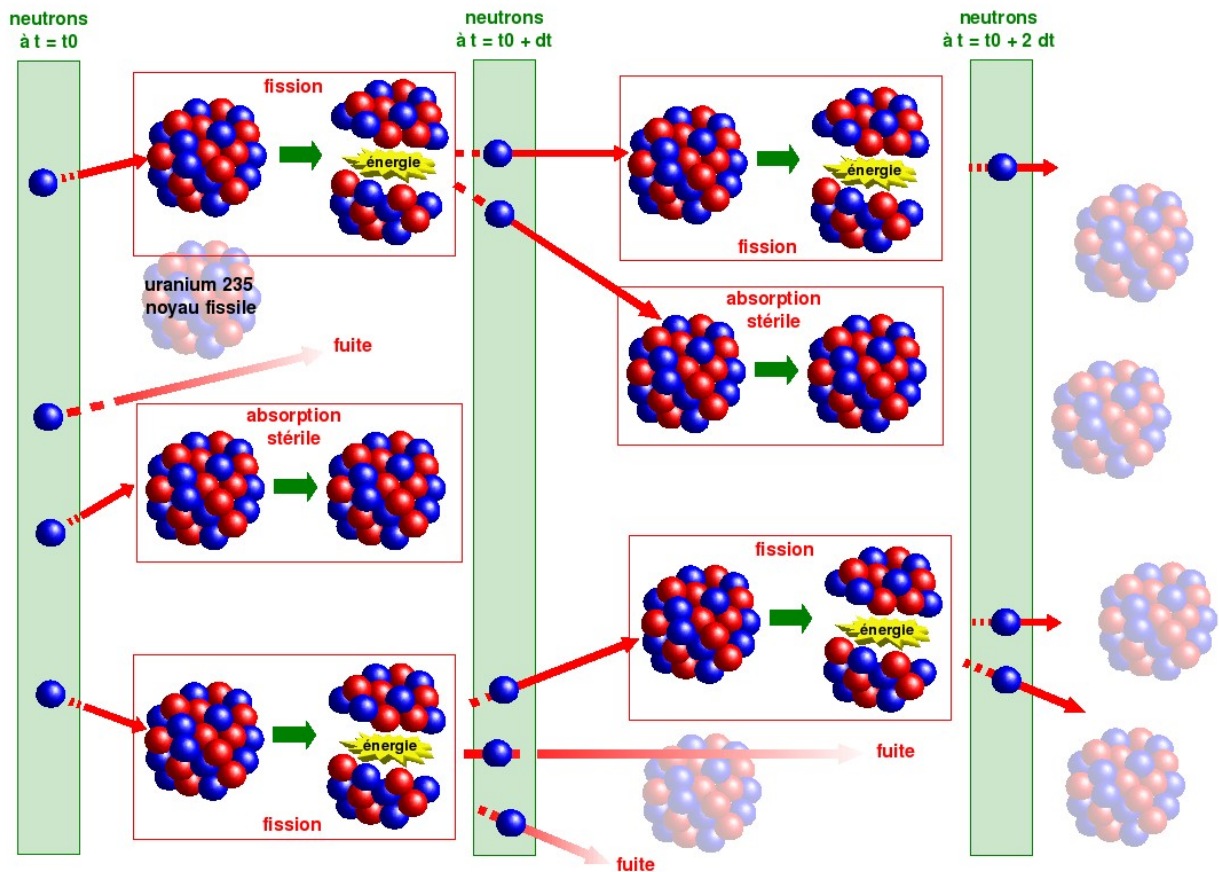 neutrons
à t = t0
neutrons
à t = t0 + dt
neutrons
à t = t0 + 2 dt
fission
énergie
énergie
fission
uranium 235
noyau fissile
absorption
stérile
fuite
absorption
stérile
fission
énergie
énergie
fuite
fission
fuite